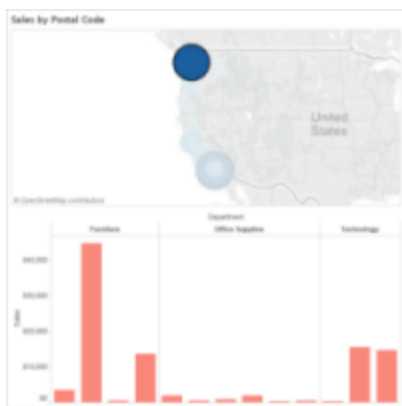 Sales by Postal Code
United
States
© OpenStreetMap contributors
Department
Furniture
Office Supplies
Technology
Sales
$40,000
$30,000
$20,000
$10,000
$0